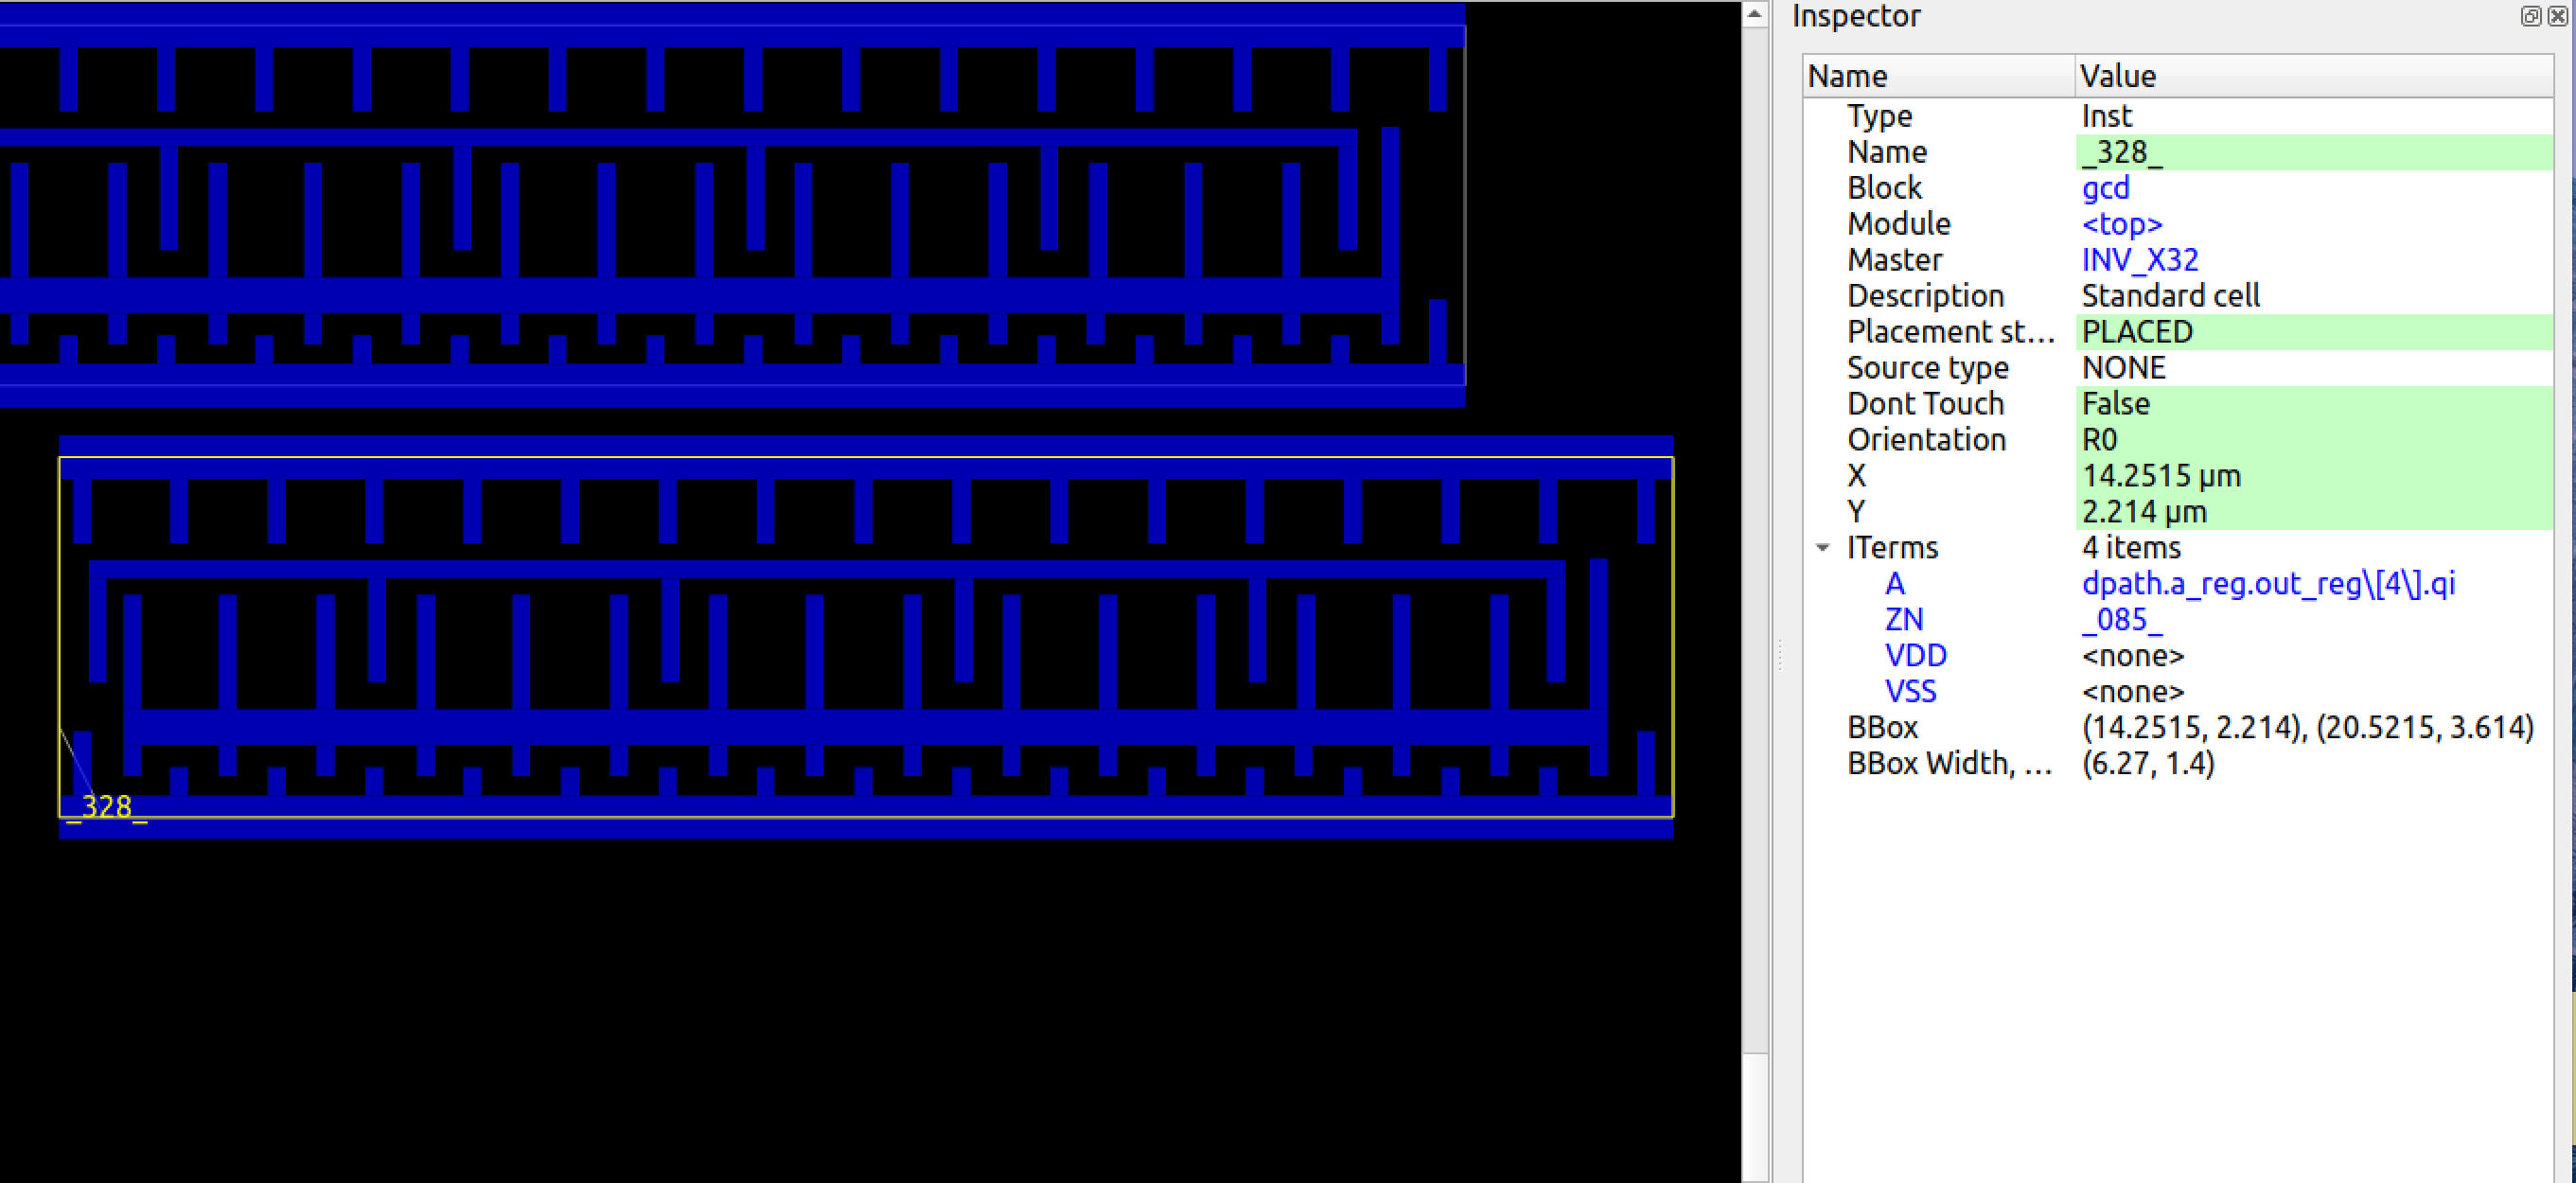 Inspector
Name Value
Type Inst
Name _328_
Block gcd
Module <top>
Master INV_X32
Description Standard cell
Placement st... PLACED
Source type NONE
Dont Touch False
Orientation R0
X 14.2515 μm
Y 2.214 μm
ITerms 4 items
A dpath.a_reg.out_reg\[4\].qi
ZN _085_
VDD <none>
VSS <none>
BBox (14.2515, 2.214), (20.5215, 3.614)
BBox Width, ... (6.27, 1.4)
_328_